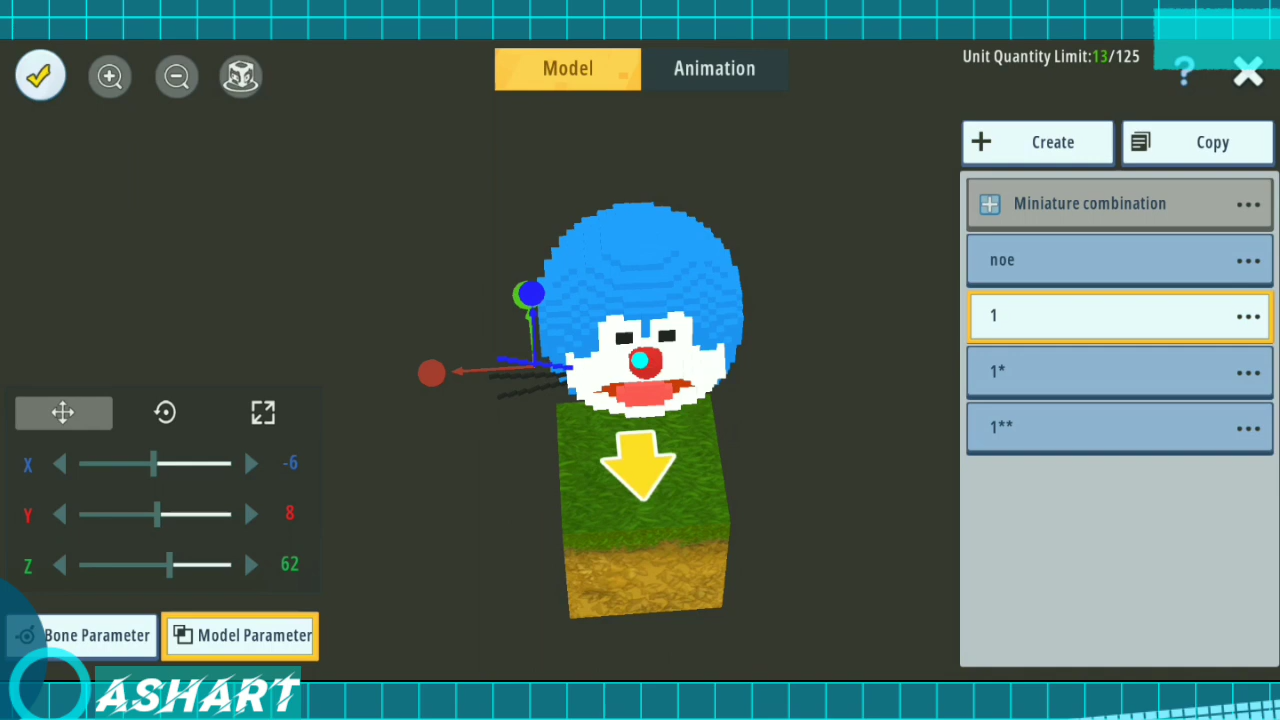 Model
Animation
Unit Quantity Limit:13/125
?
Create
Copy
Miniature combination
noe
1
1*
1**
X
-6
Y
8
Z
62
Bone Parameter
Model Parameter
ASHART